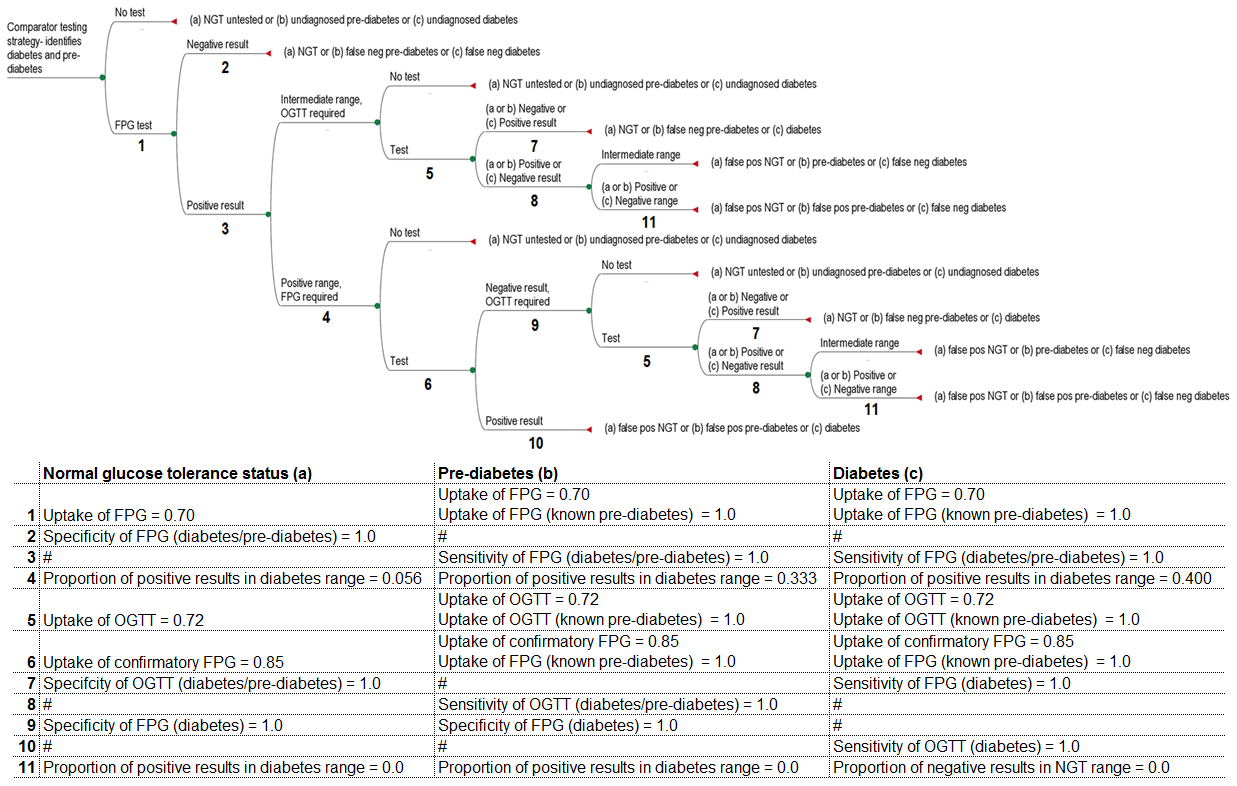 No test
(a) NGT untested or (b) undiagnosed pre-diabetes or (c) undiagnosed diabetes
Comparator testing
strategy- identifies
diabetes and pre-
diabetes
Negative result
(a) NGT or (b) false neg pre-diabetes or (c) false neg diabetes
2
No test
(a) NGT untested or (b) undiagnosed pre-diabetes or (c) undiagnosed diabetes
Intermediate range,
OGTT required
(a or b) Negative or
(c) Positive result
(a) NGT or (b) false neg pre-diabetes or (c) diabetes
FPG test
1
7
Test
5
(a or b) Positive or
(c) Negative result
8
Intermediate range
(a) false pos NGT or (b) pre-diabetes or (c) false neg diabetes
(a or b) Positive or
(c) Negative range
(a) false pos NGT or (b) false pos pre-diabetes or (c) false neg diabetes
11
Positive result
3
No test
(a) NGT untested or (b) undiagnosed pre-diabetes or (c) undiagnosed diabetes
Positive range,
FPG required
4
No test
(a) NGT untested or (b) undiagnosed pre-diabetes or (c) undiagnosed diabetes
Negative result,
OGTT required
9
(a or b) Negative or
(c) Positive result
(a) NGT or (b) false neg pre-diabetes or (c) diabetes
7
Test
5
(a or b) Positive or
(c) Negative result
8
Intermediate range
(a) false pos NGT or (b) pre-diabetes or (c) false neg diabetes
(a or b) Positive or
(c) Negative range
(a) false pos NGT or (b) false pos pre-diabetes or (c) false neg diabetes
11
Test
6
Positive result
(a) false pos NGT or (b) false pos pre-diabetes or (c) diabetes
10
Normal glucose tolerance status (a) Pre-diabetes (b) Diabetes (c)
Uptake of FPG = 0.70 Uptake of FPG = 0.70
1 Uptake of FPG = 0.70 Uptake of FPG (known pre-diabetes) = 1.0 Uptake of FPG (known pre-diabetes) = 1.0
2 Specificity of FPG (diabetes/pre-diabetes) = 1.0 # #
3 # Sensitivity of FPG (diabetes/pre-diabetes) = 1.0 Sensitivity of FPG (diabetes/pre-diabetes) = 1.0
4 Proportion of positive results in diabetes range = 0.056 Proportion of positive results in diabetes range = 0.333 Proportion of positive results in diabetes range = 0.400
Uptake of OGTT = 0.72 Uptake of OGTT = 0.72
5 Uptake of OGTT = 0.72 Uptake of OGTT (known pre-diabetes) = 1.0 Uptake of OGTT (known pre-diabetes) = 1.0
Uptake of confirmatory FPG = 0.85 Uptake of confirmatory FPG = 0.85
6 Uptake of confirmatory FPG = 0.85 Uptake of FPG (known pre-diabetes) = 1.0 Uptake of FPG (known pre-diabetes) = 1.0
7 Specifcity of OGTT (diabetes/pre-diabetes) = 1.0 # Sensitivity of FPG (diabetes) = 1.0
8 # Sensitivity of OGTT (diabetes/pre-diabetes) = 1.0 #
9 Specificity of FPG (diabetes) = 1.0 Specificity of FPG (diabetes) = 1.0 #
10 # # Sensitivity of OGTT (diabetes) = 1.0
11 Proportion of positive results in diabetes range = 0.0 Proportion of positive results in diabetes range = 0.0 Proportion of negative results in NGT range = 0.0